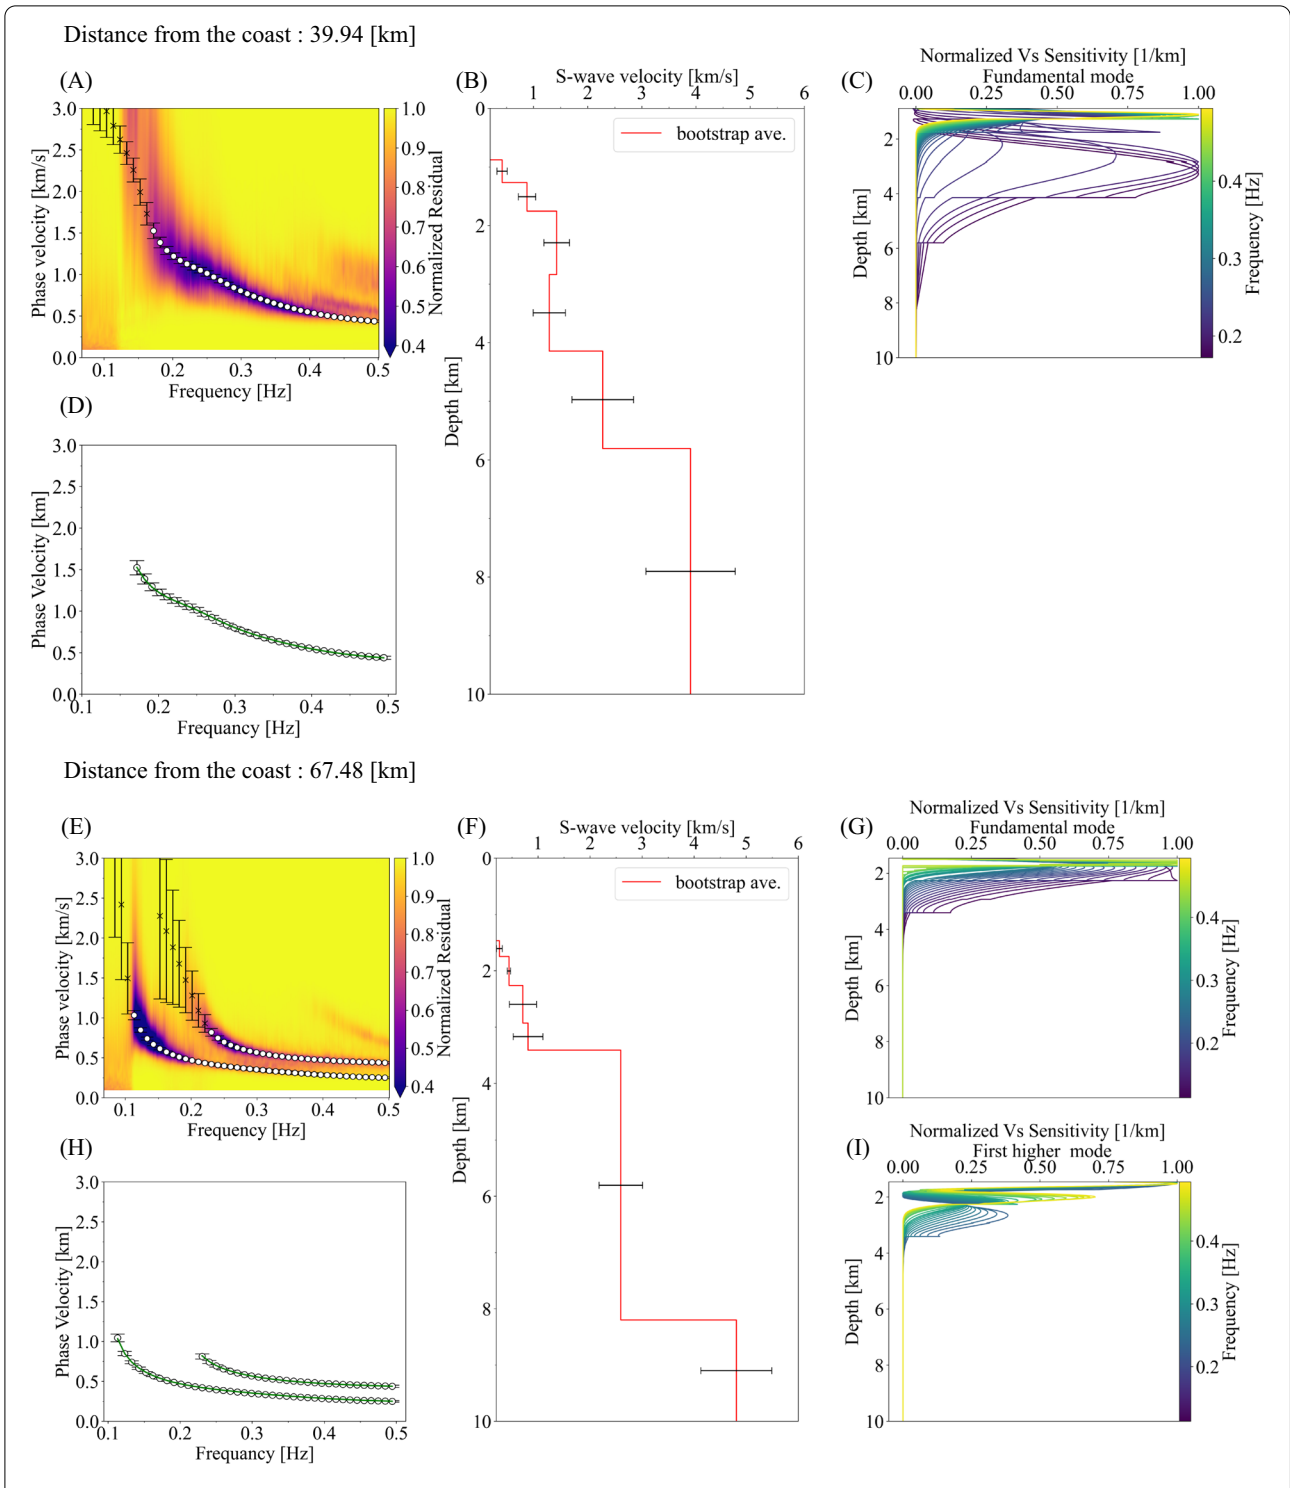 Distance from the coast : 39.94 [km]
(A)
3.0
2.5
2.0
1.5
1.0
0.5
0.0
Phase velocity [km/s]
0.1 0.2 0.3 0.4 0.5
Frequency [Hz]
1.0
0.9
0.8
0.7
0.6
0.5
0.4
Normalized Residual
(B)
S-wave velocity [km/s]
1 2 3 4 5 6
bootstrap ave.
0
2
4
6
8
10
Depth [km]
(C)
Normalized Vs Sensitivity [1/km]
Fundamental mode
0.00 0.25 0.50 0.75 1.00
2
4
6
8
10
Depth [km]
0.4
0.3
0.2
Frequency [Hz]
(D)
3.0
2.5
2.0
1.5
1.0
0.5
0.0
Phase Velocity [km]
0.1 0.2 0.3 0.4 0.5
Frequancy [Hz]
Distance from the coast : 67.48 [km]
(E)
3.0
2.5
2.0
1.5
1.0
0.5
0.0
Phase velocity [km/s]
0.1 0.2 0.3 0.4 0.5
Frequency [Hz]
1.0
0.9
0.8
0.7
0.6
0.5
0.4
Normalized Residual
(F)
S-wave velocity [km/s]
1 2 3 4 5 6
bootstrap ave.
0
2
4
6
8
10
Depth [km]
(G)
Normalized Vs Sensitivity [1/km]
Fundamental mode
0.00 0.25 0.50 0.75 1.00
2
4
6
8
10
Depth [km]
0.4
0.3
0.2
Frequency [Hz]
(H)
3.0
2.5
2.0
1.5
1.0
0.5
0.0
Phase Velocity [km]
0.1 0.2 0.3 0.4 0.5
Frequancy [Hz]
(I)
Normalized Vs Sensitivity [1/km]
First higher mode
0.00 0.25 0.50 0.75 1.00
2
4
6
8
10
Depth [km]
0.4
0.3
0.2
Frequency [Hz]